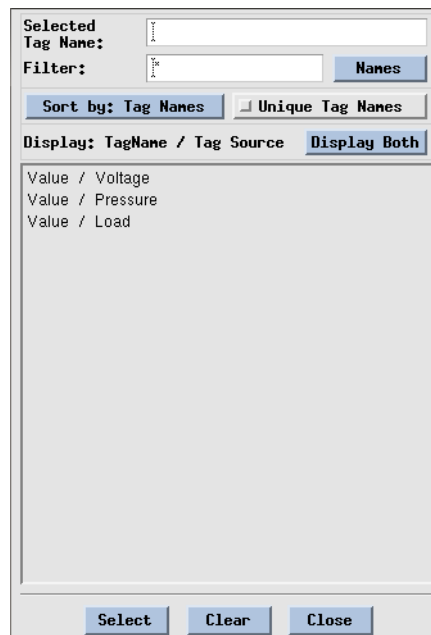 Selected
Tag Name:
Filter: * Names
Sort by: Tag Names Unique Tag Names
Display: TagName / Tag Source Display Both
Value / Voltage
Value / Pressure
Value / Load
Select Clear Close